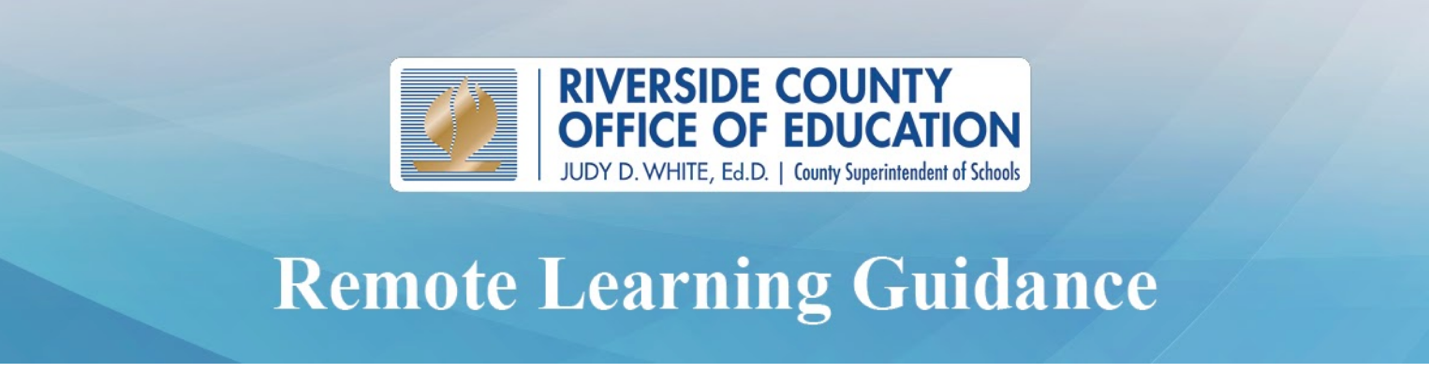 RIVERSIDE COUNTY
OFFICE OF EDUCATION
JUDY D. WHITE, Ed.D. | County Superintendent of Schools
Remote Learning Guidance